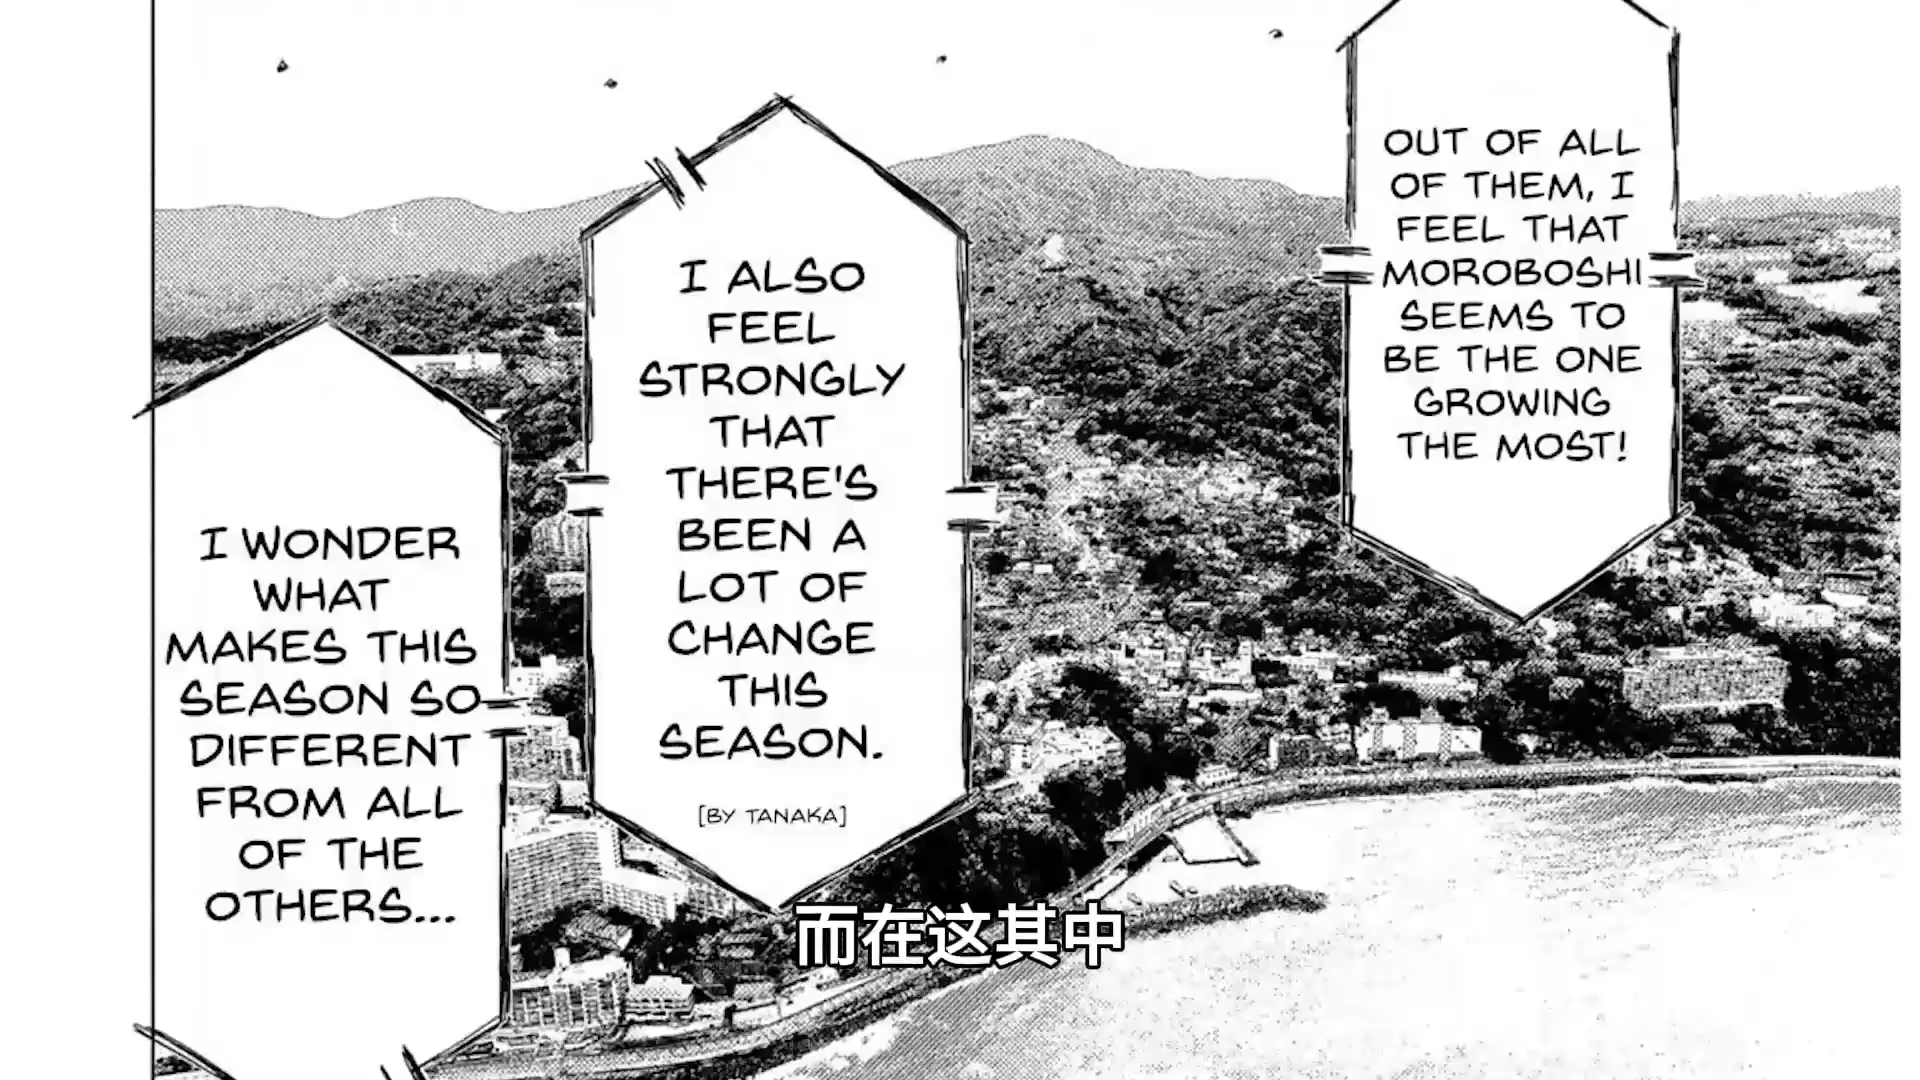 OUT OF ALL
OF THEM, I
FEEL THAT
MOROBOSHI
SEEMS TO
BE THE ONE
GROWING
THE MOST!
I ALSO
FEEL
STRONGLY
THAT
THERE'S
BEEN A
LOT OF
CHANGE
THIS
SEASON.
[BY TANAKA]
I WONDER
WHAT
MAKES THIS
SEASON SO
DIFFERENT
FROM ALL
OF THE
OTHERS...
而在这其中